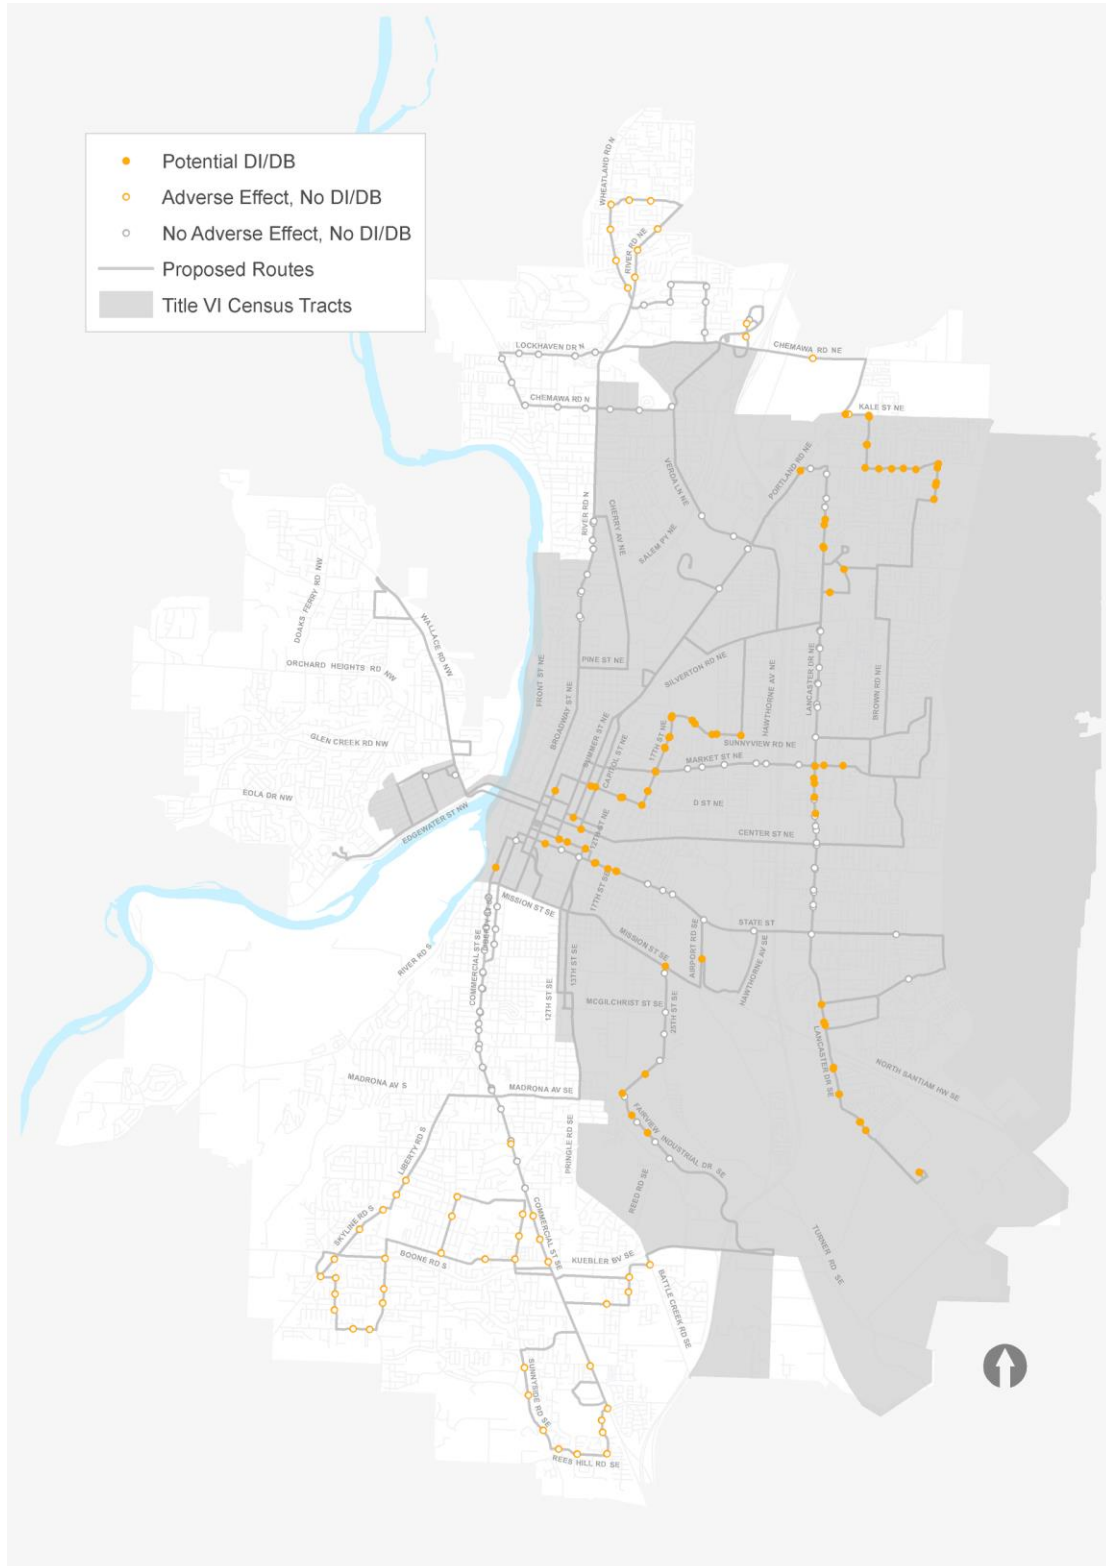 Potential DI/DB
Adverse Effect, No DI/DB
No Adverse Effect, No DI/DB
Proposed Routes
Title VI Census Tracts
WHEATLAND RD N
RIVER RD NE
LOCKHAVEN DR N
CHEMAWA RD NE
CHEMAWA RD N
KALE ST NE
PORTLAND RD NE
VERDA LN NE
RIVER RD N
CHERRY AV NE
SALEM PY NE
DOAKS FERRY RD NW
WALLACE RD NW
ORCHARD HEIGHTS RD NW
PINE ST NE
SILVERTON RD NE
FRONT ST NE
BROADWAY ST NE
HAWTHORNE AV NE
LANCASTER DR NE
BROWN RD NE
GLEN CREEK RD NW
SUMMER ST NE
CAPITOL ST NE
17TH ST NE
SUNNYVIEW RD NE
MARKET ST NE
EOLA DR NW
EDGEWATER ST NW
D ST NE
12TH ST NE
CENTER ST NE
17TH ST SE
MISSION ST SE
STATE ST
LIBERTY ST SE
COMMERCIAL ST SE
RIVER RD S
MISSION ST SE
AIRPORT RD SE
HAWTHORNE AV SE
12TH ST SE
13TH ST SE
MCGILCHRIST ST SE
25TH ST SE
LANCASTER DR SE
NORTH SANTIAM HW SE
MADRONA AV S
MADRONA AV SE
PRINGLE RD SE
FAIRVIEW INDUSTRIAL DR SE
LIBERTY RD S
REED RD SE
SKYLINE RD S
BOONE RD S
COMMERCIAL ST SE
KUEBLER BV SE
BATTLE CREEK RD SE
TURNER RD SE
SUNNYSIDE RD SE
REES HILL RD SE